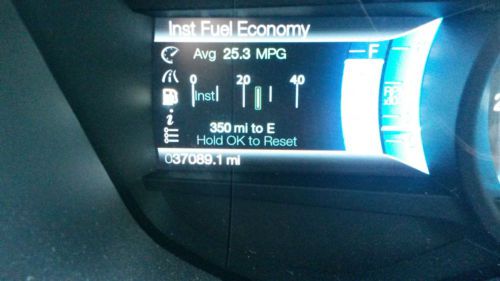 Inst Fuel Economy
Avg 25.3 MPG
F
0 20 40
Inst
350 mi to E
Hold OK to Reset
037089.1 mi